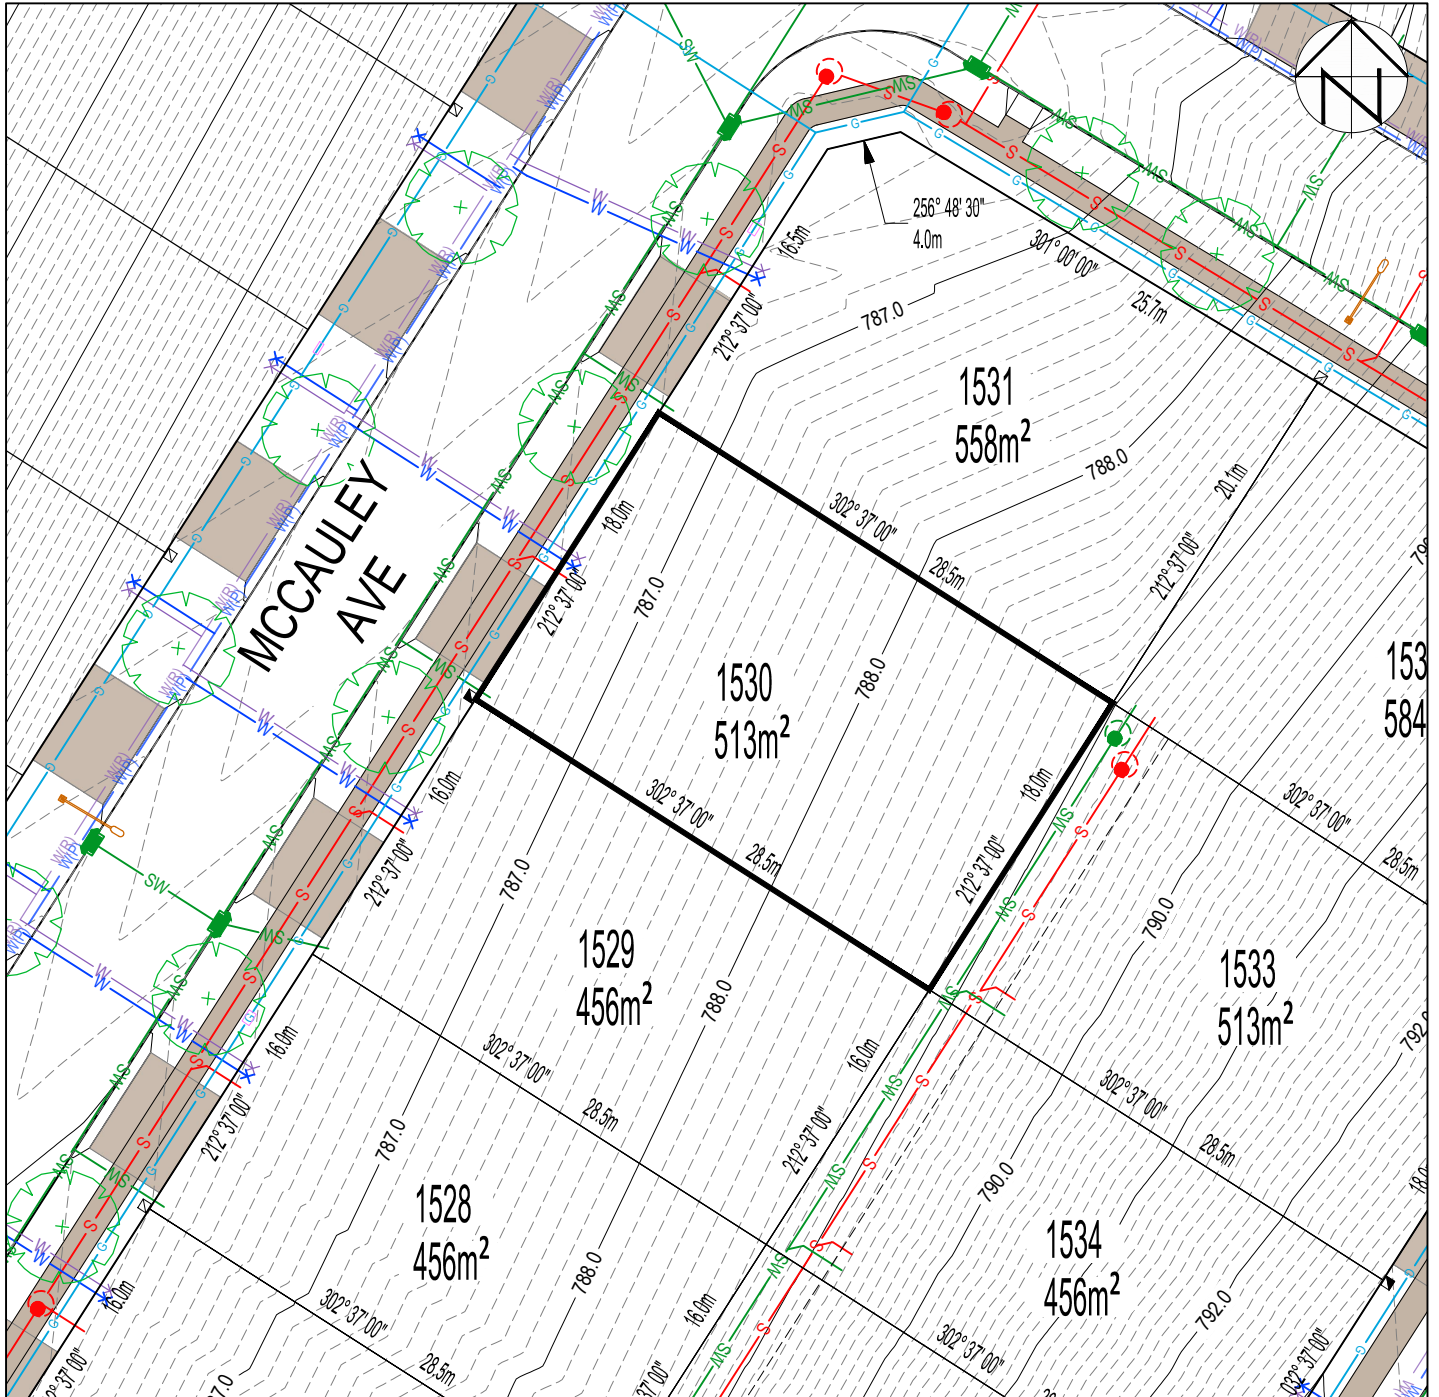 N
256° 48' 30"
4.0m
16.5m
301° 00' 00"
25.7m
212° 37' 00"
787.0
1531
558m²
788.0
20.1m
MCCAULEY
AVE
18.0m
302° 37' 00"
28.5m
212° 37' 00"
212° 37' 00"
787.0
788.0
1530
513m²
153
584
16.0m
302° 37' 00"
28.5m
18.0m
212° 37' 00"
302° 37' 00"
28.5m
212° 37' 00"
787.0
790.0
1529
456m²
788.0
1533
513m²
792.0
16.0m
302° 37' 00"
28.5m
16.0m
212° 37' 00"
212° 37' 00"
302° 37' 00"
28.5m
787.0
790.0
1528
456m²
788.0
1534
456m²
792.0
18.0
16.0m
302° 37' 00"
28.5m
16.0m
302° 37' 00"
032° 37' 00"
SW
S
G
W
W(R)
W(P)